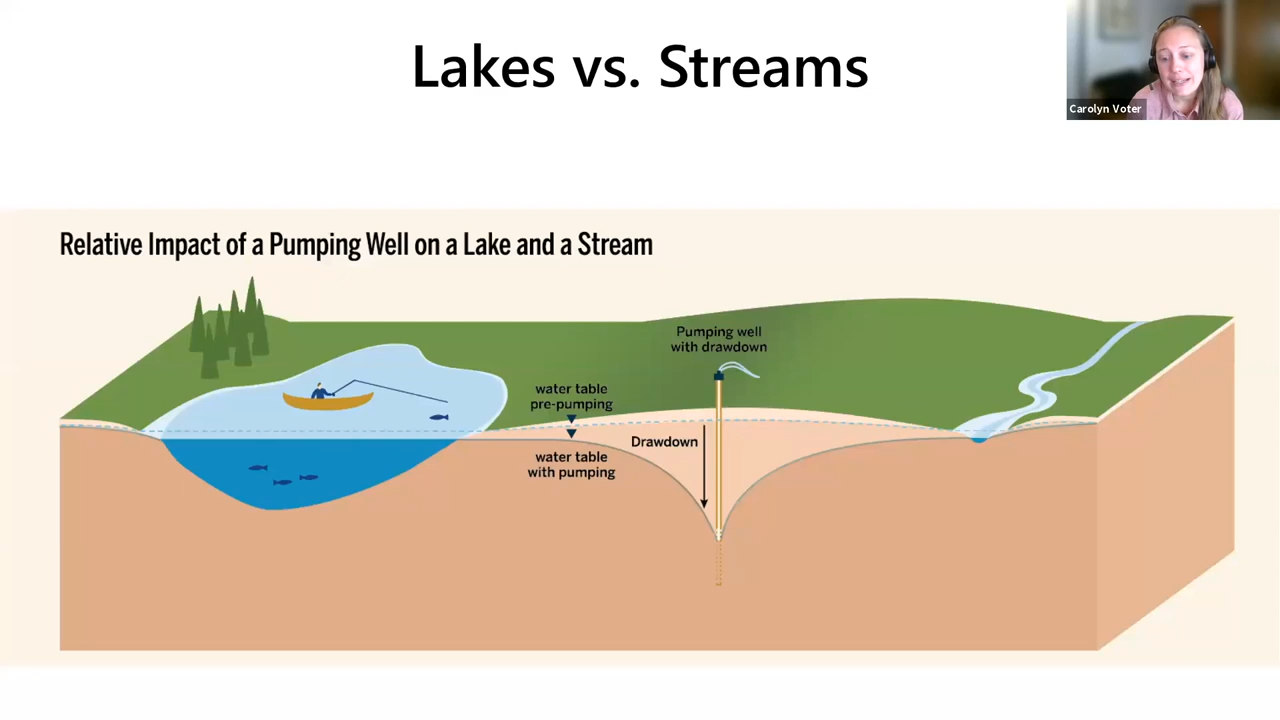 Lakes vs. Streams
Carolyn Voter
Relative Impact of a Pumping Well on a Lake and a Stream
Pumping well
with drawdown
water table
pre-pumping
Drawdown
water table
with pumping